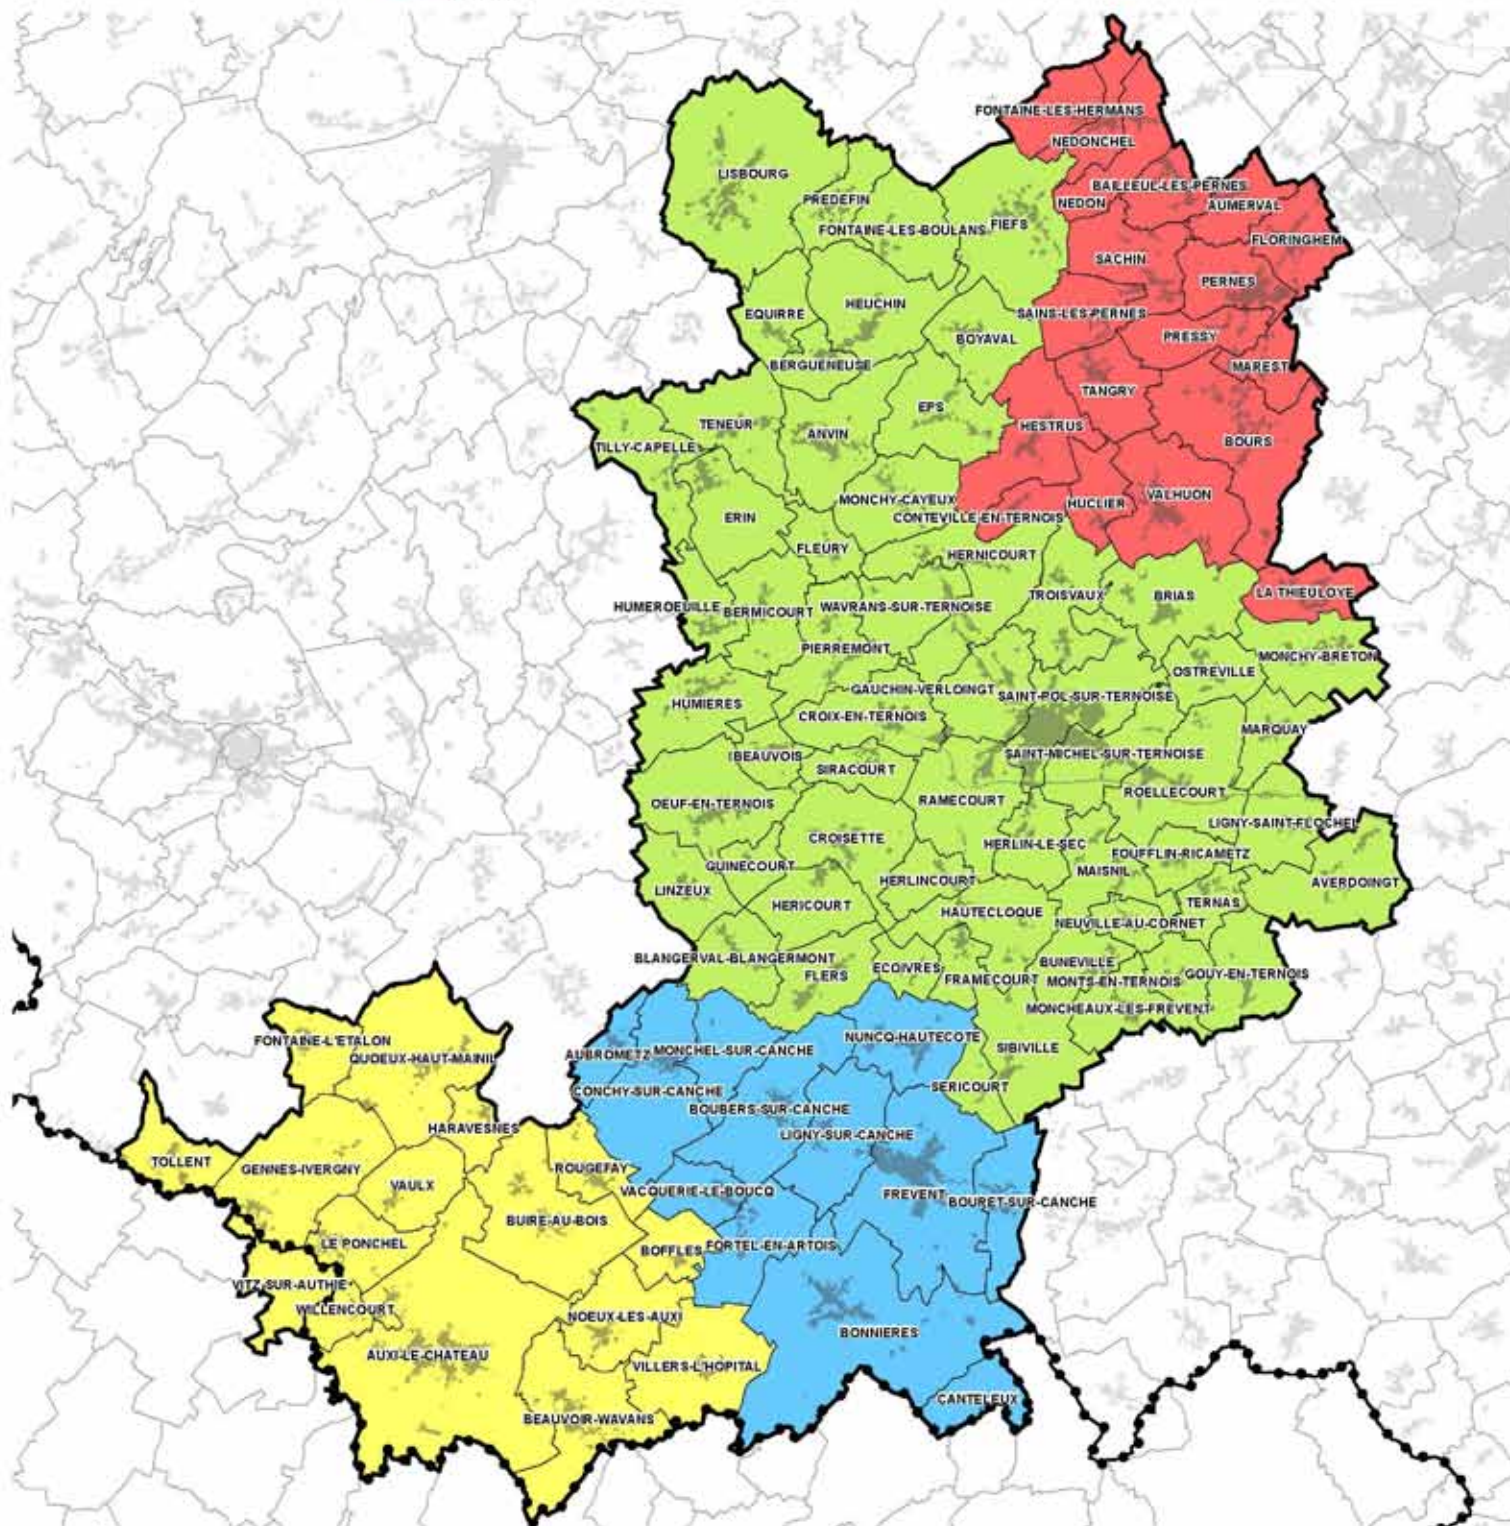 FONTAINE-LES-HERMANS
NEDONCHEL
LISBOURG
BAILLEUL-LES-PERNES
PREDEFIN
NEDON
AUMERVAL
FONTAINE-LES-BOULANS
FIEFS
FLORINGHEM
SACHIN
PERNES
HEUCHIN
EQUIRRE
SAINS-LES-PERNES
BOYAVAL
PRESSY
BERGUENEUSE
MAREST
TANGRY
EPS
TENEUR
HESTRUS
ANVIN
BOURS
TILLY-CAPELLE
MONCHY-CAYEUX
VALHUON
HUCLIER
ERIN
CONTEVILLE-EN-TERNOIS
FLEURY
HERNICOURT
LA THIEULOYE
TROISVAUX
BRIAS
HUMEROEUILLE
BERMICOURT
WAVRANS-SUR-TERNOISE
PIERREMONT
MONCHY-BRETON
OSTREVILLE
GAUCHIN-VERLOINGT
SAINT-POL-SUR-TERNOISE
HUMIERES
CROIX-EN-TERNOIS
MARQUAY
BEAUVOIS
SAINT-MICHEL-SUR-TERNOISE
SIRACOURT
ROELLECOURT
RAMECOURT
OEUF-EN-TERNOIS
LIGNY-SAINT-FLOCHEL
CROISETTE
HERLIN-LE-SEC
FOUFFLIN-RICAMETZ
GUINECOURT
MAISNIL
HERLINCOURT
AVERDOINGT
LINZEUX
TERNAS
HERICOURT
HAUTECLOQUE
NEUVILLE-AU-CORNET
BLANGERVAL-BLANGERMONT
BUNEVILLE
ECOIVRES
FLERS
GOUY-EN-TERNOIS
FRAMECOURT
MONTS-EN-TERNOIS
MONCHEAUX-LES-FREVENT
NUNCQ-HAUTECOTE
FONTAINE-L'ETALON
SIBIVILLE
MONCHEL-SUR-CANCHE
AUBROMETZ
QUOEUX-HAUT-MAINIL
SERICOURT
CONCHY-SUR-CANCHE
BOUBERS-SUR-CANCHE
HARAVESNES
LIGNY-SUR-CANCHE
TOLLENT
GENNES-IVERGNY
ROUGEFAY
VAULX
VACQUERIE-LE-BOUCQ
FREVENT
BOURET-SUR-CANCHE
BUIRE-AU-BOIS
LE PONCHEL
FORTEL-EN-ARTOIS
BOFFLES
VITZ-SUR-AUTHIE
WILLENCOURT
NOEUX-LES-AUXI
BONNIERES
AUXI-LE-CHATEAU
VILLERS-L'HOPITAL
CANTELEUX
BEAUVOIR-WAVANS